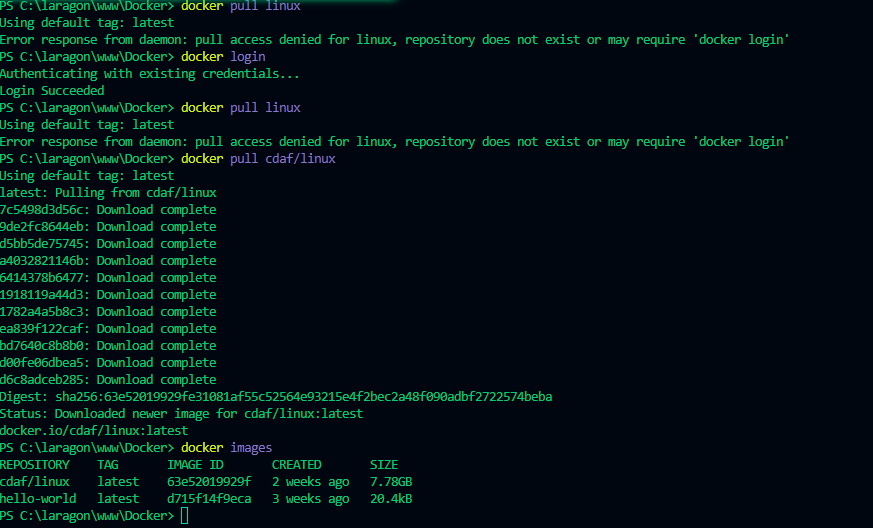 PS C:\laragon\www\Docker> docker pull linux
Using default tag: latest
Error response from daemon: pull access denied for linux, repository does not exist or may require 'docker login'
PS C:\laragon\www\Docker> docker login
Authenticating with existing credentials...
Login Succeeded
PS C:\laragon\www\Docker> docker pull linux
Using default tag: latest
Error response from daemon: pull access denied for linux, repository does not exist or may require 'docker login'
PS C:\laragon\www\Docker> docker pull cdaf/linux
Using default tag: latest
latest: Pulling from cdaf/linux
7c5498d3d56c: Download complete
9de2fc8644eb: Download complete
d5bb5de75745: Download complete
a4032821146b: Download complete
6414378b6477: Download complete
1918119a44d3: Download complete
1782a4a5b8c3: Download complete
ea839f122caf: Download complete
bd7640c8b8b0: Download complete
d00fe06dbea5: Download complete
d6c8adceb285: Download complete
Digest: sha256:63e52019929fe31081af55c52564e93215e4f2bec2a48f090adbf2722574beba
Status: Downloaded newer image for cdaf/linux:latest
docker.io/cdaf/linux:latest
PS C:\laragon\www\Docker> docker images
REPOSITORY TAG IMAGE ID CREATED SIZE
cdaf/linux latest 63e52019929f 2 weeks ago 7.78GB
hello-world latest d715f14f9eca 3 weeks ago 20.4kB
PS C:\laragon\www\Docker>